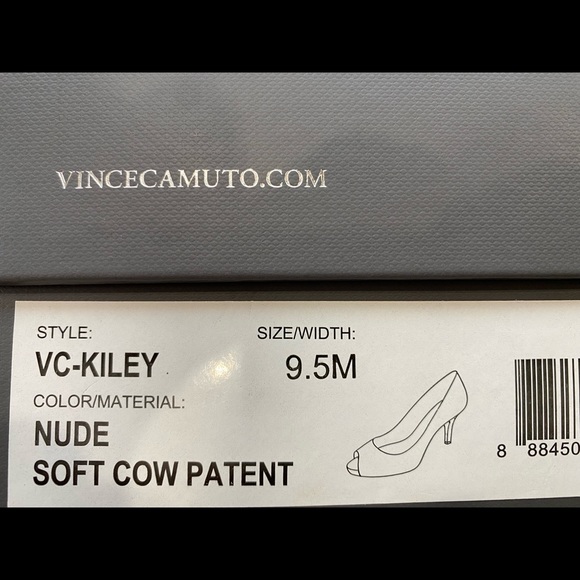 VINCECAMUTO.COM
STYLE: SIZE/WIDTH:
VC-KILEY 9.5M
COLOR/MATERIAL:
NUDE
SOFT COW PATENT
8 88450